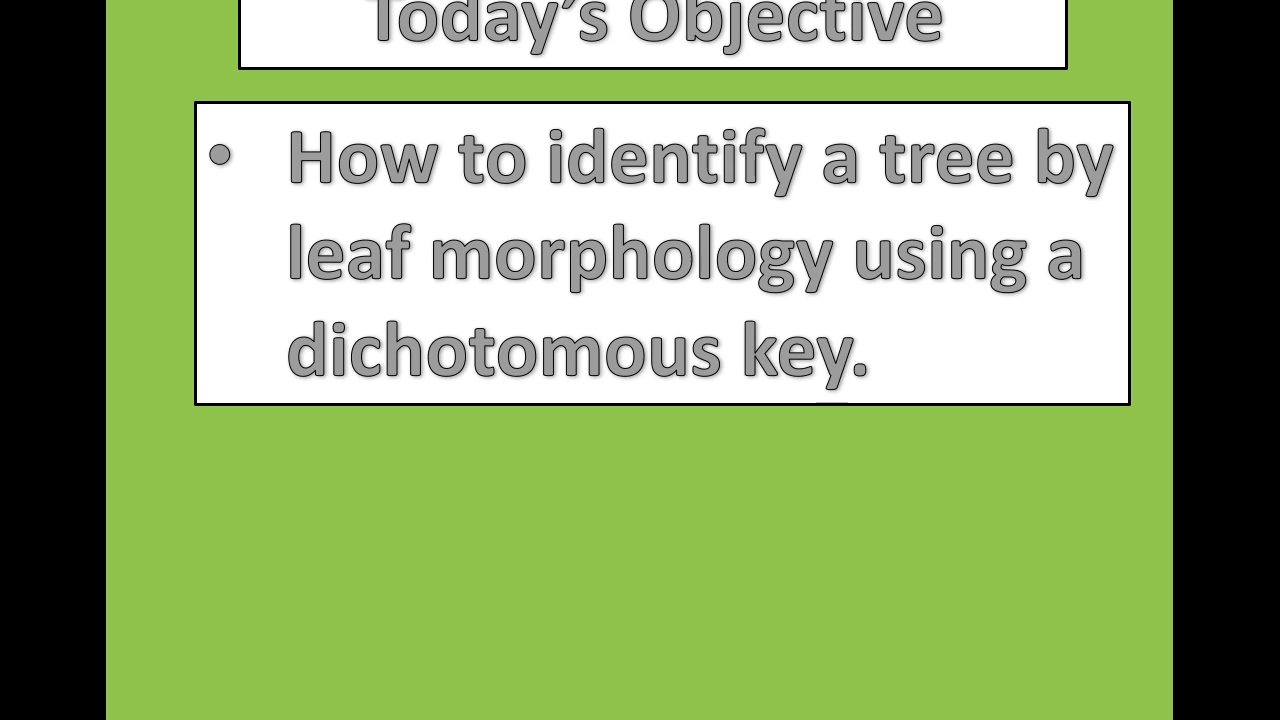 Today's Objective
• How to identify a tree by
leaf morphology using a
dichotomous key.